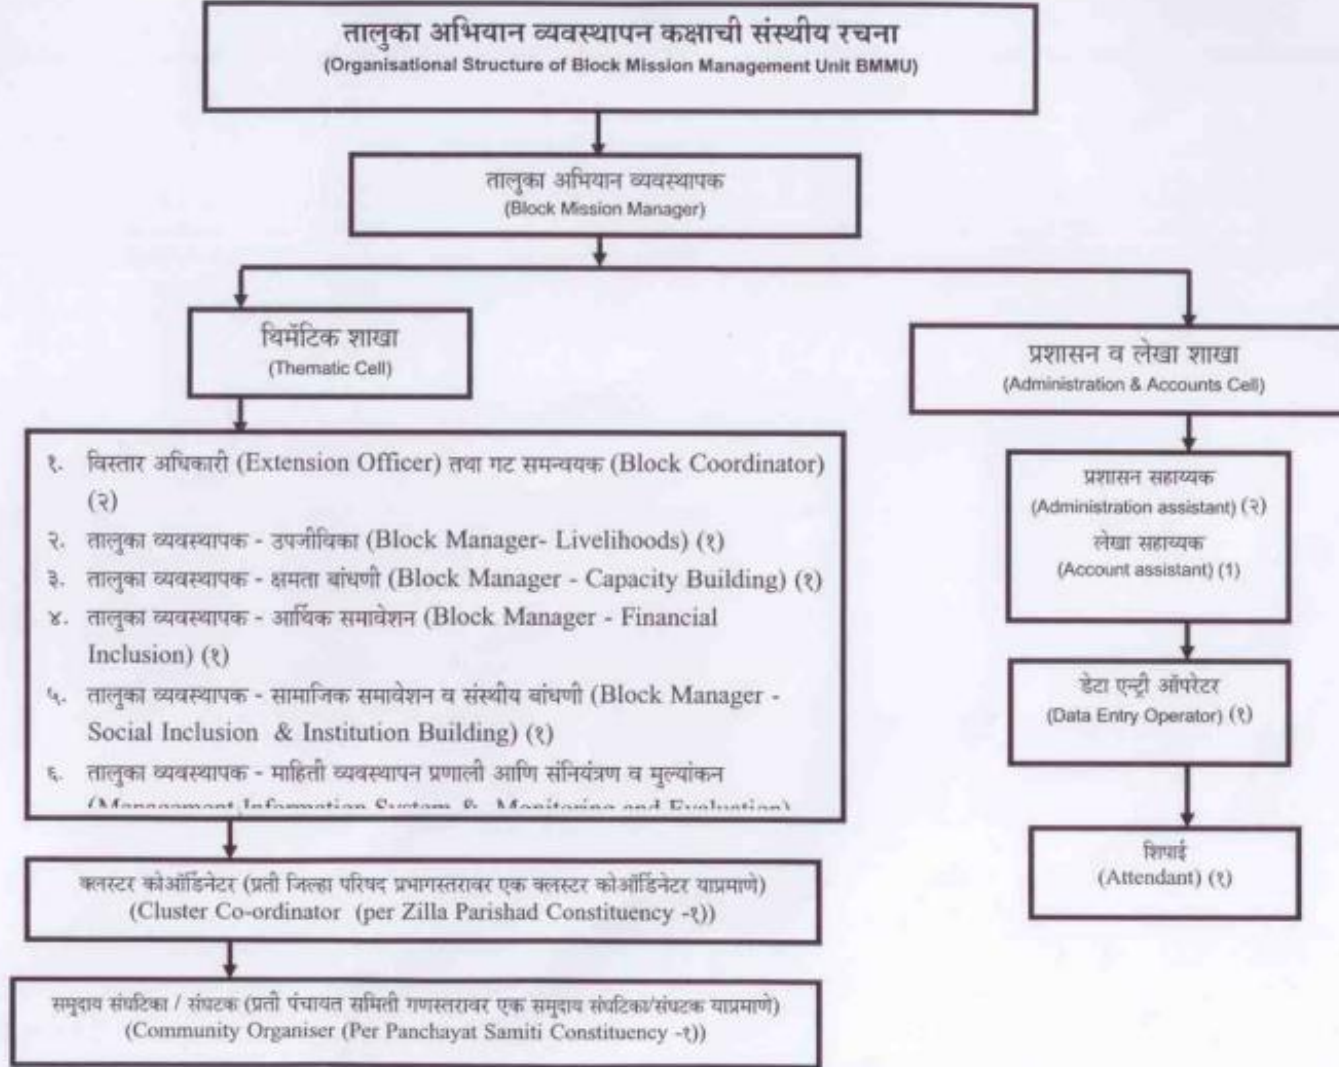 तालुका अभियान व्यवस्थापन कक्षाची संस्थीय रचना
(Organisational Structure of Block Mission Management Unit BMMU)
तालुका अभियान व्यवस्थापक
(Block Mission Manager)
थिमॅटिक शाखा
(Thematic Cell)
१. विस्तार अधिकारी (Extension Officer) तथा गट समन्वयक (Block Coordinator)
(२)
२. तालुका व्यवस्थापक - उपजीविका (Block Manager- Livelihoods) (१)
३. तालुका व्यवस्थापक - क्षमता बांधणी (Block Manager - Capacity Building) (१)
४. तालुका व्यवस्थापक - आर्थिक समावेशन (Block Manager - Financial
Inclusion) (१)
५. तालुका व्यवस्थापक - सामाजिक समावेशन व संस्थीय बांधणी (Block Manager -
Social Inclusion & Institution Building) (१)
६. तालुका व्यवस्थापक - माहिती व्यवस्थापन प्रणाली आणि संनियंत्रण व मुल्यांकन
(Management Information System & Monitoring and Evaluation)
क्लस्टर कोऑर्डिनेटर (प्रती जिल्हा परिषद प्रभागस्तरावर एक क्लस्टर कोऑर्डिनेटर याप्रमाणे)
(Cluster Co-ordinator (per Zilla Parishad Constituency -१))
समुदाय संघटिका / संघटक (प्रती पंचायत समिती गणस्तरावर एक समुदाय संघटिका/संघटक याप्रमाणे)
(Community Organiser (Per Panchayat Samiti Constituency -१))
प्रशासन व लेखा शाखा
(Administration & Accounts Cell)
प्रशासन सहाय्यक
(Administration assistant) (२)
लेखा सहाय्यक
(Account assistant) (1)
डेटा एन्ट्री ऑपरेटर
(Data Entry Operator) (१)
शिपाई
(Attendant) (१)